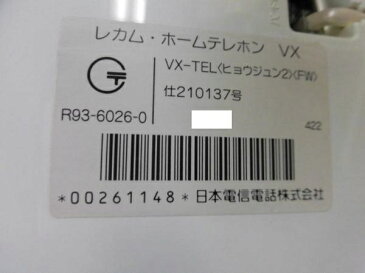 レカム・ホームテレホン VX
VX-TEL<ヒョウジュン2><FW>
仕210137号
R93-6026-0
422
*00261148*日本電信電話株式会社